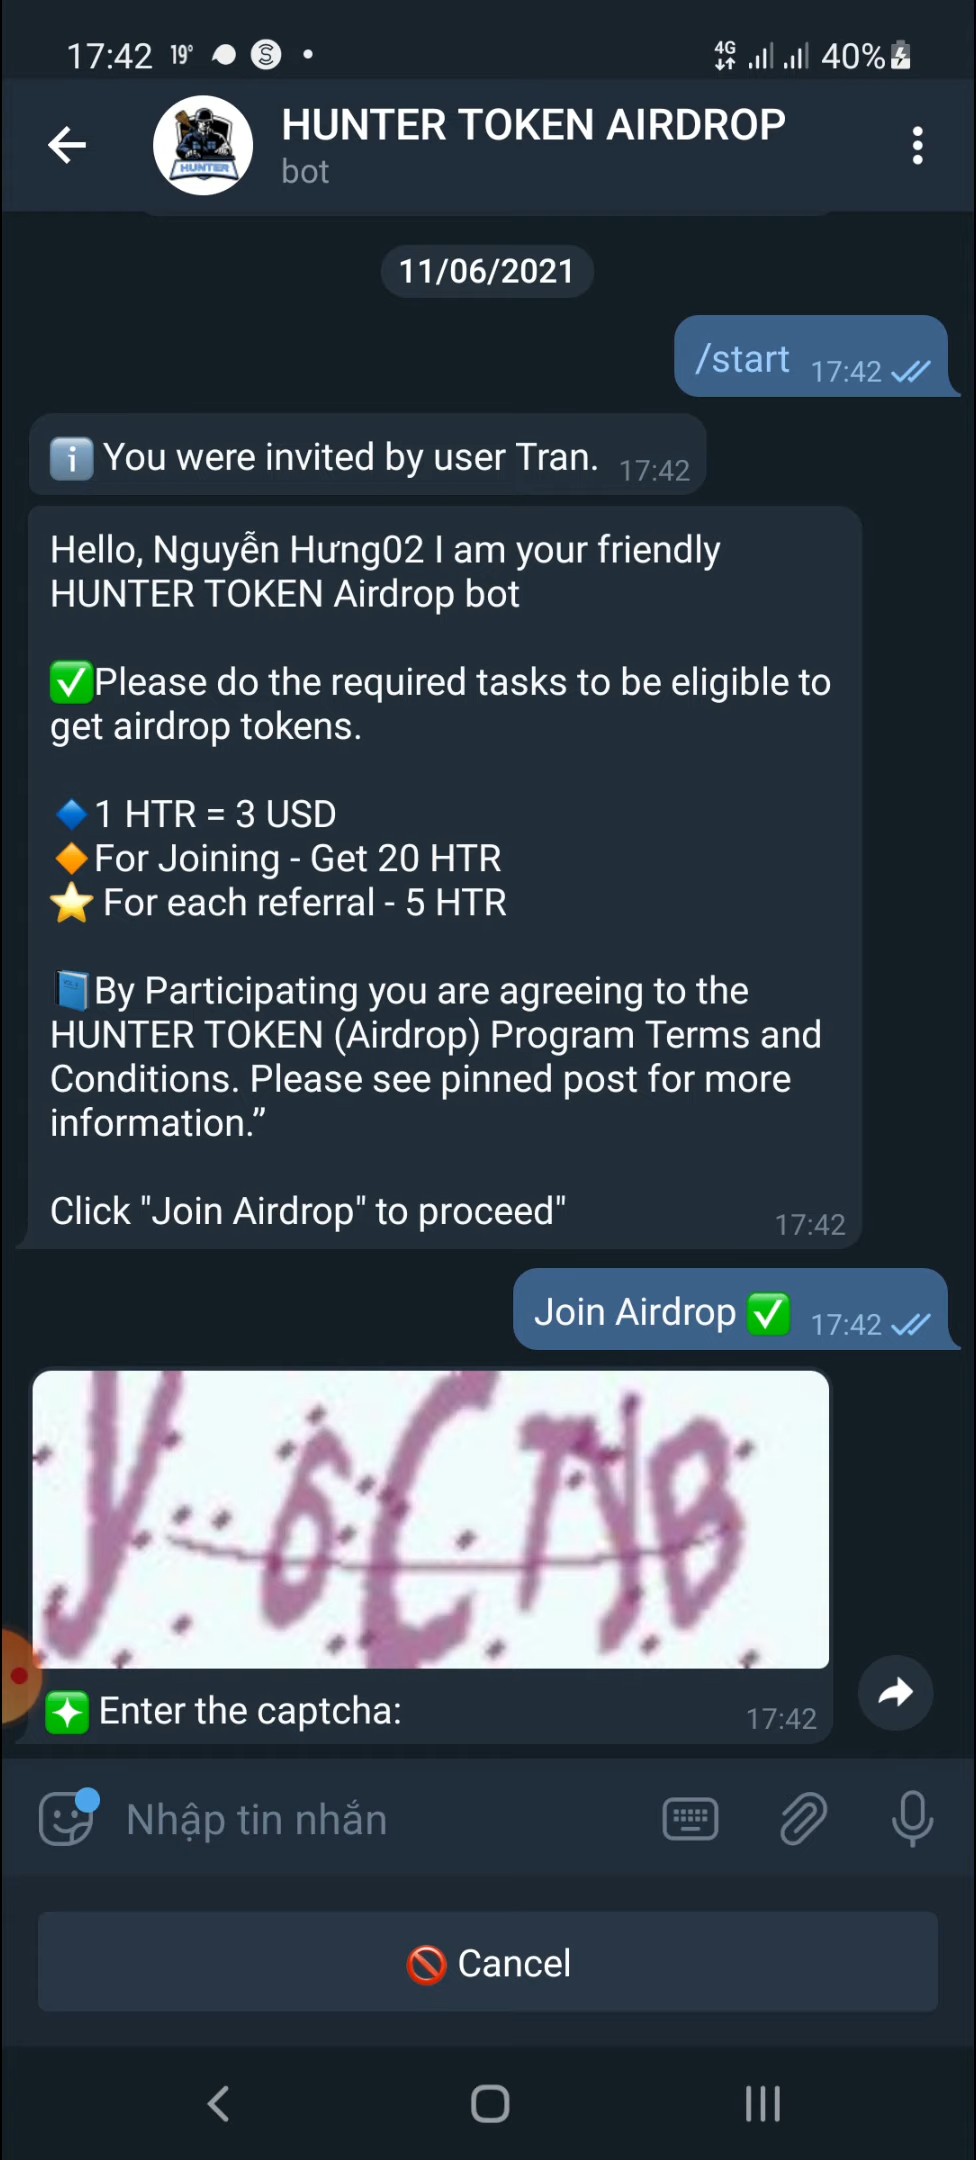 17:42 19° S 4G 40%
HUNTER TOKEN AIRDROP
HUNTER
bot
11/06/2021
/start 17:42
You were invited by user Tran. 17:42
Hello, Nguyễn Hưng02 I am your friendly
HUNTER TOKEN Airdrop bot
✅Please do the required tasks to be eligible to
get airdrop tokens.
🔷1 HTR = 3 USD
🔶For Joining - Get 20 HTR
⭐ For each referral - 5 HTR
📘By Participating you are agreeing to the
HUNTER TOKEN (Airdrop) Program Terms and
Conditions. Please see pinned post for more
information.”
Click "Join Airdrop" to proceed"
17:42
Join Airdrop ✅ 17:42
Enter the captcha: 17:42
Nhập tin nhắn
🚫 Cancel